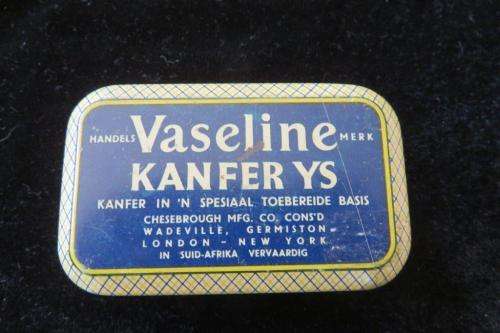 HANDELS Vaseline MERK
KANFER YS
KANFER IN 'N SPESIAAL TOEBEREIDE BASIS
CHESEBROUGH MFG. CO. CONS'D
WADEVILLE, GERMISTON
LONDON - NEW YORK
IN SUID-AFRIKA VERVAARDIG